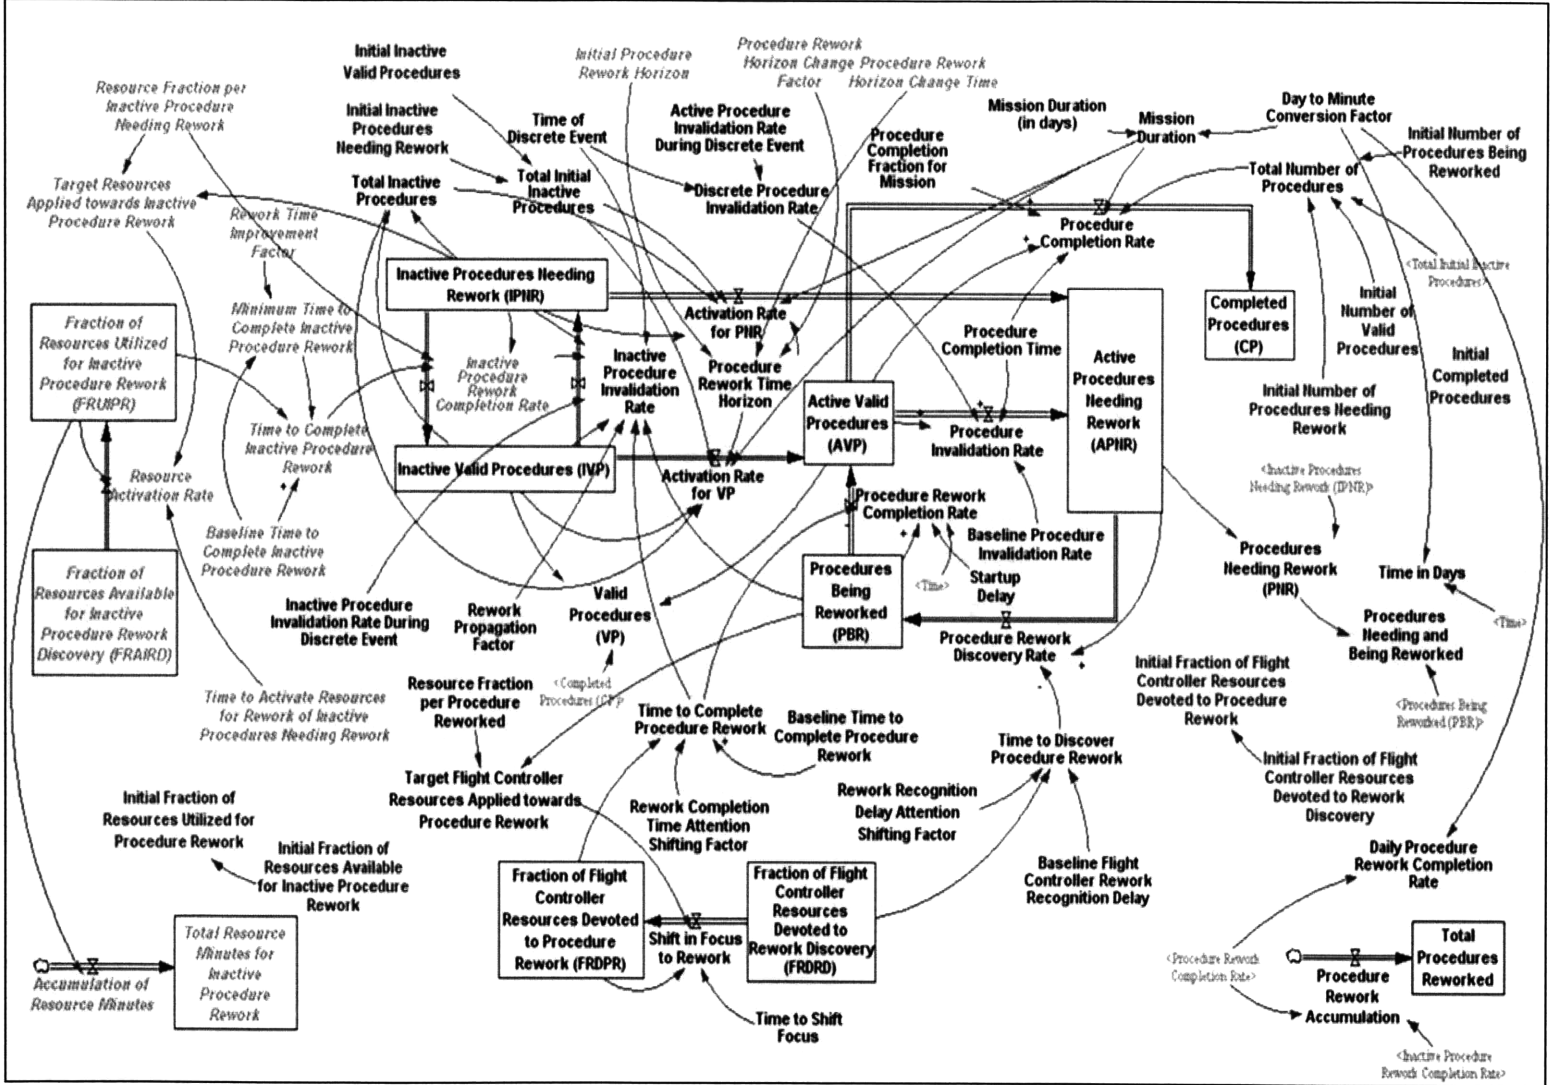 Initial Inactive
Valid Procedures
Initial Procedure
Rework Horizon
Procedure Rework
Horizon Change
Factor
Procedure Rework
Horizon Change Time
Resource Fraction per
Inactive Procedure
Needing Rework
Initial Inactive
Procedures
Needing Rework
Time of
Discrete Event
Active Procedure
Invalidation Rate
During Discrete Event
Procedure
Completion
Fraction for
Mission
Mission Duration
(in days)
Mission
Duration
Day to Minute
Conversion Factor
Initial Number of
Procedures Being
Reworked
Total Number of
Procedures
Target Resources
Applied towards Inactive
Procedure Rework
Total Inactive
Procedures
Total Initial
Inactive
Procedures
Discrete Procedure
Invalidation Rate
Rework Time
Improvement
Factor
Procedure
Completion Rate
<Total Initial Inactive
Procedures>
Inactive Procedures Needing
Rework (IPNR)
Completed
Procedures
(CP)
Initial
Number of
Valid
Procedures
Fraction of
Resources Utilized
for Inactive
Procedure Rework
(FRUIPR)
Minimum Time to
Complete Inactive
Procedure Rework
Activation Rate
for PNR
Procedure
Completion Time
Inactive
Procedure
Rework
Completion Rate
Inactive
Procedure
Invalidation
Rate
Procedure
Rework Time
Horizon
Active
Procedures
Needing
Rework
(APNR)
Initial
Completed
Procedures
Active Valid
Procedures
(AVP)
Initial Number of
Procedures Needing
Rework
Time to Complete
Inactive Procedure
Rework
Procedure
Invalidation Rate
Inactive Valid Procedures (IVP)
Activation Rate
for VP
Resource
Activation Rate
<Inactive Procedures
Needing Rework (IPNR)>
Procedure Rework
Completion Rate
Baseline Time to
Complete Inactive
Procedure Rework
Baseline Procedure
Invalidation Rate
Fraction of
Resources Available
for Inactive
Procedure Rework
Discovery (FRAIRD)
Procedures
Being
Reworked
(PBR)
<Time>
Startup
Delay
Procedures
Needing Rework
(PNR)
Time in Days
Inactive Procedure
Invalidation Rate During
Discrete Event
Rework
Propagation
Factor
Valid
Procedures
(VP)
Procedures
Needing and
Being Reworked
<Time>
Procedure Rework
Discovery Rate
Initial Fraction of Flight
Controller Resources
Devoted to Procedure
Rework
Time to Activate Resources
for Rework of Inactive
Procedures Needing Rework
Resource Fraction
per Procedure
Reworked
<Completed
Procedures (CP)>
Time to Complete
Procedure Rework
Baseline Time to
Complete Procedure
Rework
<Procedures Being
Reworked (PBR)>
Time to Discover
Procedure Rework
Initial Fraction of Flight
Controller Resources
Devoted to Rework
Discovery
Target Flight Controller
Resources Applied towards
Procedure Rework
Initial Fraction of
Resources Utilized for
Procedure Rework
Rework Completion
Time Attention
Shifting Factor
Rework Recognition
Delay Attention
Shifting Factor
Initial Fraction of
Resources Available
for Inactive Procedure
Rework
Fraction of Flight
Controller
Resources Devoted
to Procedure
Rework (FRDPR)
Fraction of Flight
Controller
Resources
Devoted to
Rework Discovery
(FRDRD)
Baseline Flight
Controller Rework
Recognition Delay
Daily Procedure
Rework Completion
Rate
Shift in Focus
to Rework
Total Resource
Minutes for
Inactive
Procedure
Rework
Accumulation of
Resource Minutes
<Procedure Rework
Completion Rate>
Total
Procedures
Reworked
Procedure
Rework
Accumulation
Time to Shift
Focus
<Inactive Procedure
Rework Completion Rate>